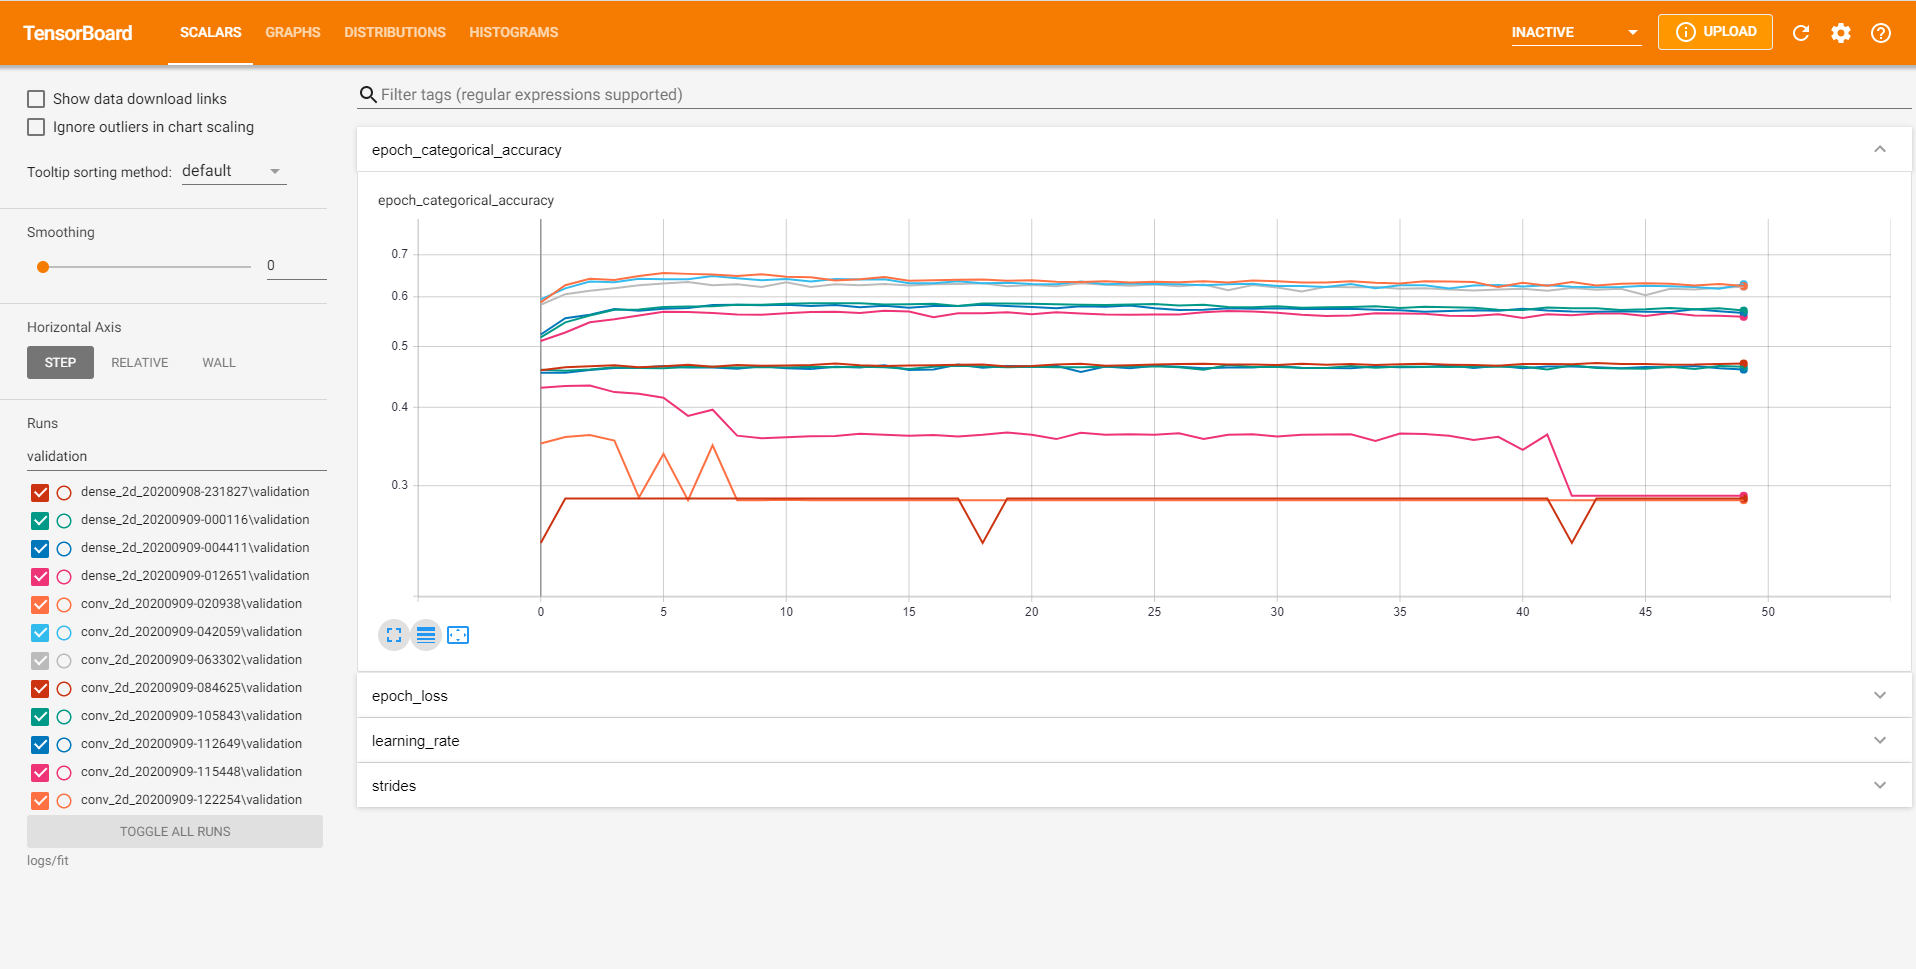 TensorBoard
SCALARS
GRAPHS
DISTRIBUTIONS
HISTOGRAMS
INACTIVE
UPLOAD
Show data download links
Ignore outliers in chart scaling
Tooltip sorting method: default
Smoothing
0
Horizontal Axis
STEP
RELATIVE
WALL
Runs
validation
dense_2d_20200908-231827\validation
dense_2d_20200909-000116\validation
dense_2d_20200909-004411\validation
dense_2d_20200909-012651\validation
conv_2d_20200909-020938\validation
conv_2d_20200909-042059\validation
conv_2d_20200909-063302\validation
conv_2d_20200909-084625\validation
conv_2d_20200909-105843\validation
conv_2d_20200909-112649\validation
conv_2d_20200909-115448\validation
conv_2d_20200909-122254\validation
TOGGLE ALL RUNS
logs/fit
Filter tags (regular expressions supported)
epoch_categorical_accuracy
epoch_categorical_accuracy
0.7
0.6
0.5
0.4
0.3
0 5 10 15 20 25 30 35 40 45 50
epoch_loss
learning_rate
strides